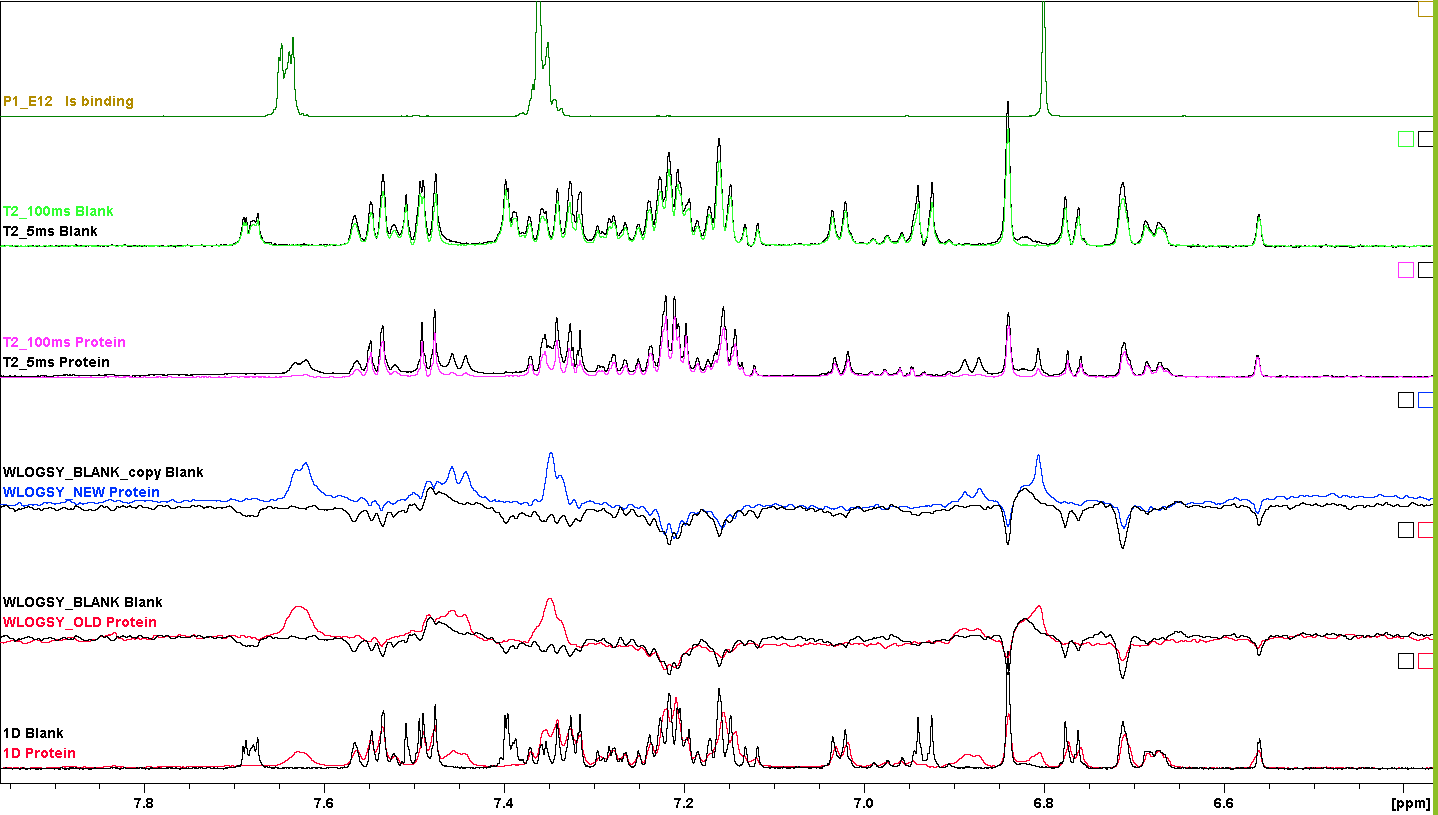 P1_E12 Is binding
T2_100ms Blank
T2_5ms Blank
T2_100ms Protein
T2_5ms Protein
WLOGSY_BLANK_copy Blank
WLOGSY_NEW Protein
WLOGSY_BLANK Blank
WLOGSY_OLD Protein
1D Blank
1D Protein
7.8 7.6 7.4 7.2 7.0 6.8 6.6 [ppm]